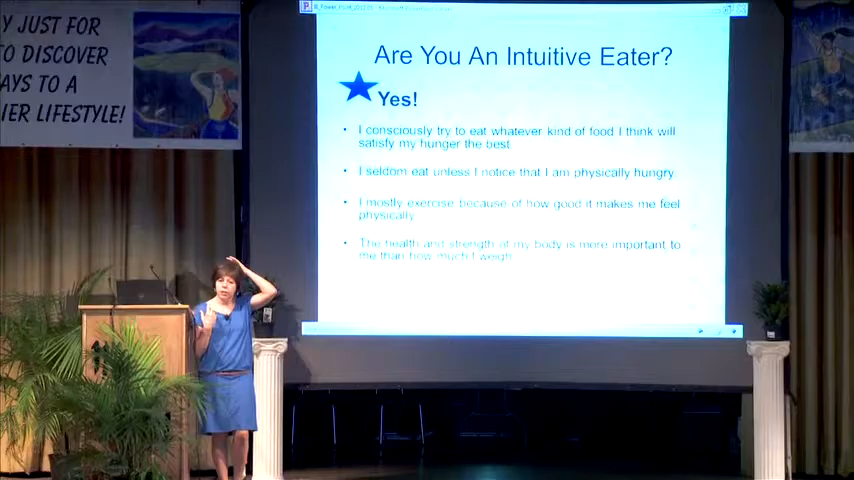 Y JUST FOR
TO DISCOVER
AYS TO A
IER LIFESTYLE!
Are You An Intuitive Eater?
Yes!
• I consciously try to eat whatever kind of food I think will
satisfy my hunger the best
• I seldom eat unless I notice that I am physically hungry
• I mostly exercise because of how good it makes me feel
physically
• The health and strength of my body is more important to
me than how much I weigh